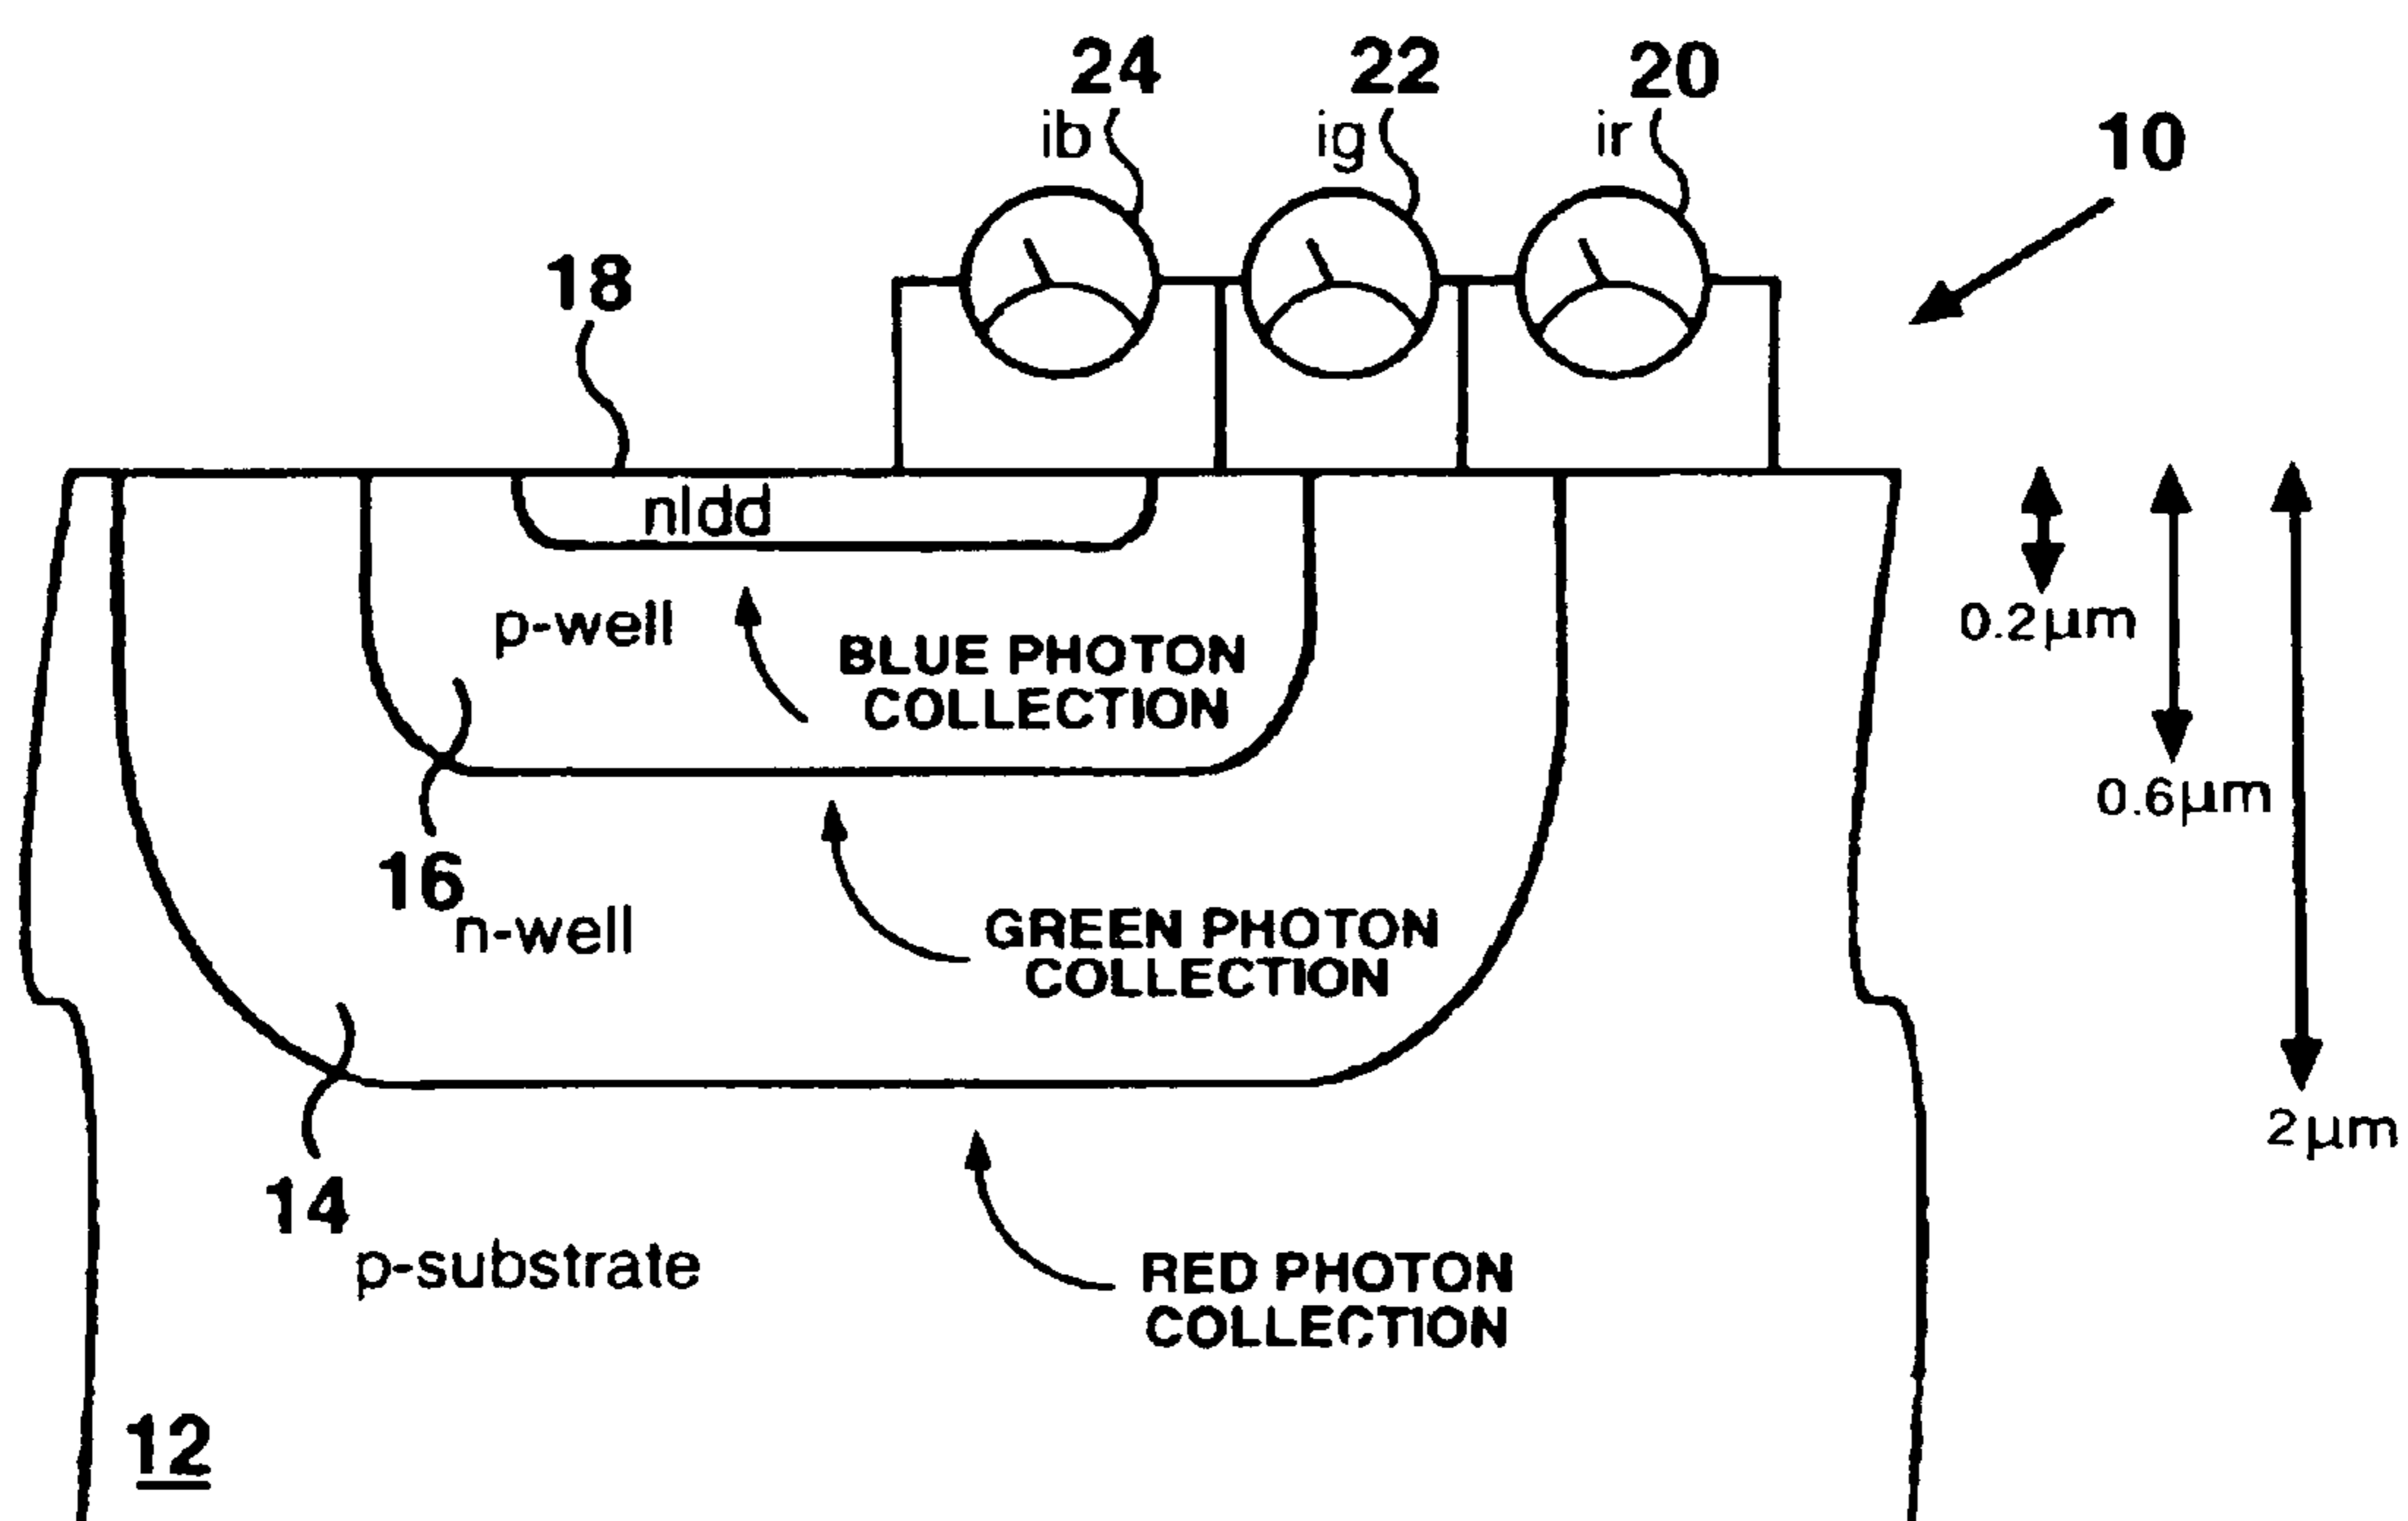 24
22
20
ib
ig
ir
10
18
nldd
p-well
BLUE PHOTON
COLLECTION
0.2µm
0.6µm
16
n-well
GREEN PHOTON
COLLECTION
2µm
14
p-substrate
RED PHOTON
COLLECTION
12